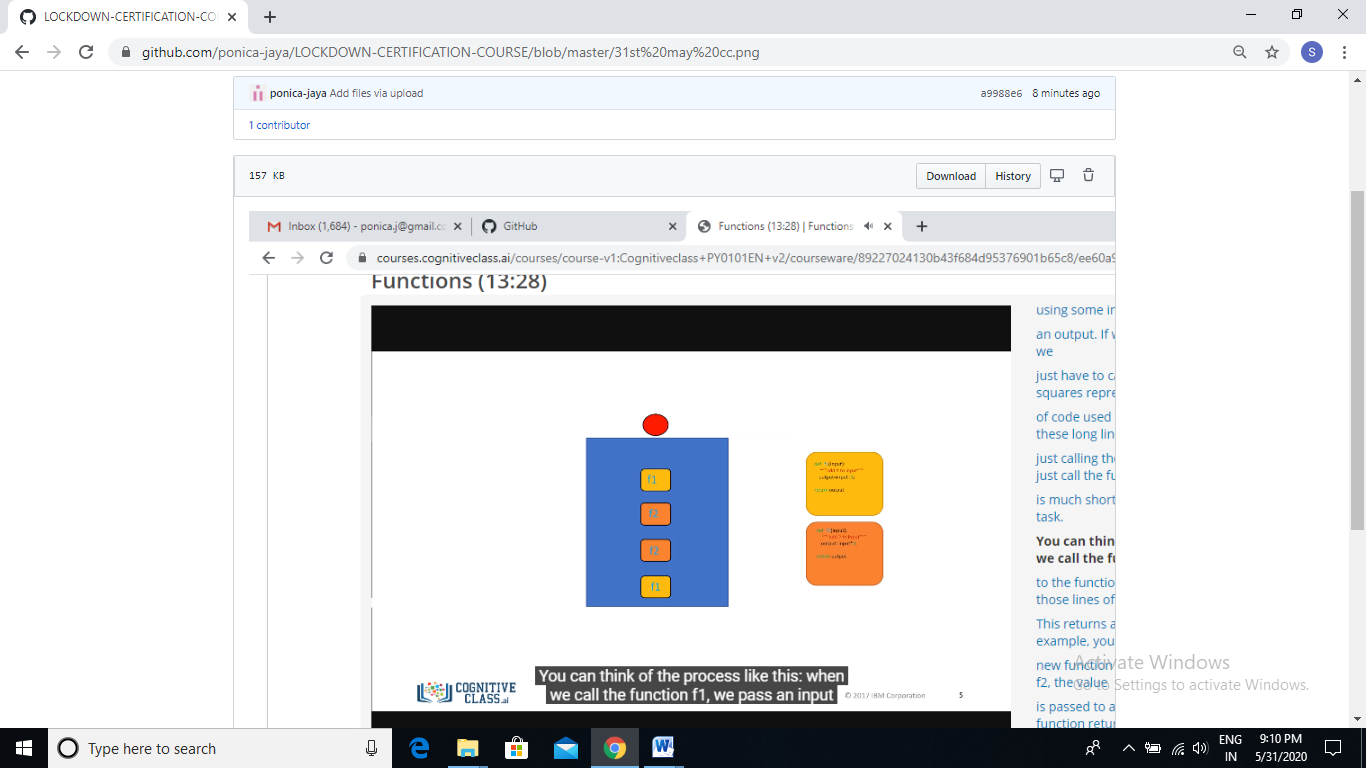 LOCKDOWN-CERTIFICATION-CO
github.com/ponica-jaya/LOCKDOWN-CERTIFICATION-COURSE/blob/master/31st%20may%20cc.png
S
ponica-jaya Add files via upload
a9988e6 8 minutes ago
1 contributor
157 KB
Download History
Inbox (1,684) - ponica.j@gmail.c
GitHub
Functions (13:28) | Functions
courses.cognitiveclass.ai/courses/course-v1:Cognitiveclass+PY0101EN+v2/courseware/89227024130b43f684d95376901b65c8/ee60a9
Functions (13:28)
f1
f2
f2
f1
You can think of the process like this: when
we call the function f1, we pass an input
COGNITIVE
CLASS.ai
© 2017 IBM Corporation
5
using some in
an output. If w
we
just have to ca
squares repre
of code used
these long lin
just calling the
just call the fu
is much short
task.
You can thin
we call the fu
to the functio
those lines of
This returns a
example, you
new function
f2, the value
is passed to a
function retur
Activate Windows
Go to Settings to activate Windows.
Type here to search
ENG
IN
9:10 PM
5/31/2020